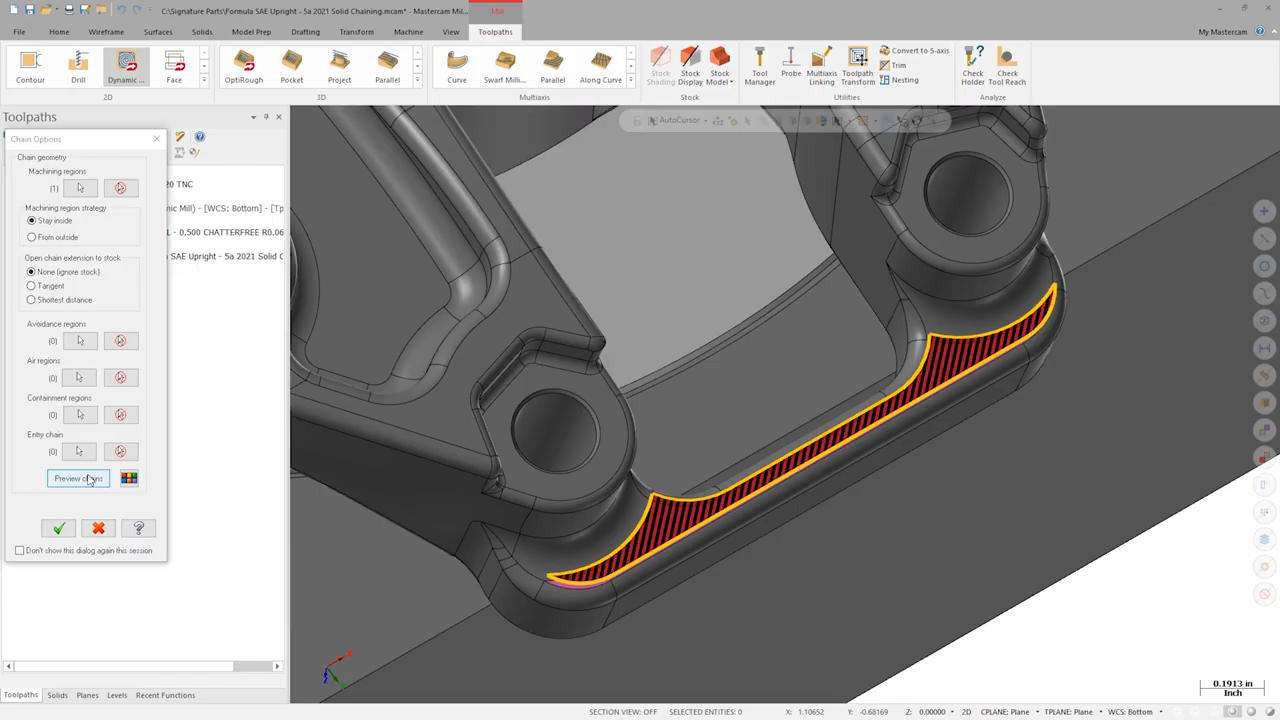 C:\Signature Parts\Formula SAE Upright - 5a 2021 Solid Chaining.mcam* - Mastercam Mil...
Mill
File
Home
Wireframe
Surfaces
Solids
Model Prep
Drafting
Transform
Machine
View
Toolpaths
My Mastercam
Contour
Drill
Dynamic ...
Face
OptiRough
Pocket
Project
Parallel
Curve
Swarf Milli...
Parallel
Along Curve
Stock Shading
Stock Display
Stock Model
Tool Manager
Probe
Multiaxis Linking
Toolpath Transform
Convert to 5-axis
Trim
Nesting
Check Holder
Check Tool Reach
2D
3D
Multiaxis
Stock
Utilities
Analyze
Toolpaths
AutoCursor
Chain Options
Chain geometry
Machining regions
(1)
Machining region strategy
Stay inside
From outside
Open chain extension to stock
None (ignore stock)
Tangent
Shortest distance
Avoidance regions
(0)
Air regions
(0)
Containment regions
(0)
Entry chain
(0)
Preview chains
Don't show this dialog again this session
20 TNC
nic Mill) - [WCS: Bottom] - [Tp
L - 0.500 CHATTERFREE R0.06
SAE Upright - 5a 2021 Solid C
0.1913 in
Inch
Toolpaths
Solids
Planes
Levels
Recent Functions
SECTION VIEW: OFF
SELECTED ENTITIES: 0
X: 1.10652
Y: -0.68169
Z: 0.00000
2D
CPLANE: Plane
TPLANE: Plane
WCS: Bottom